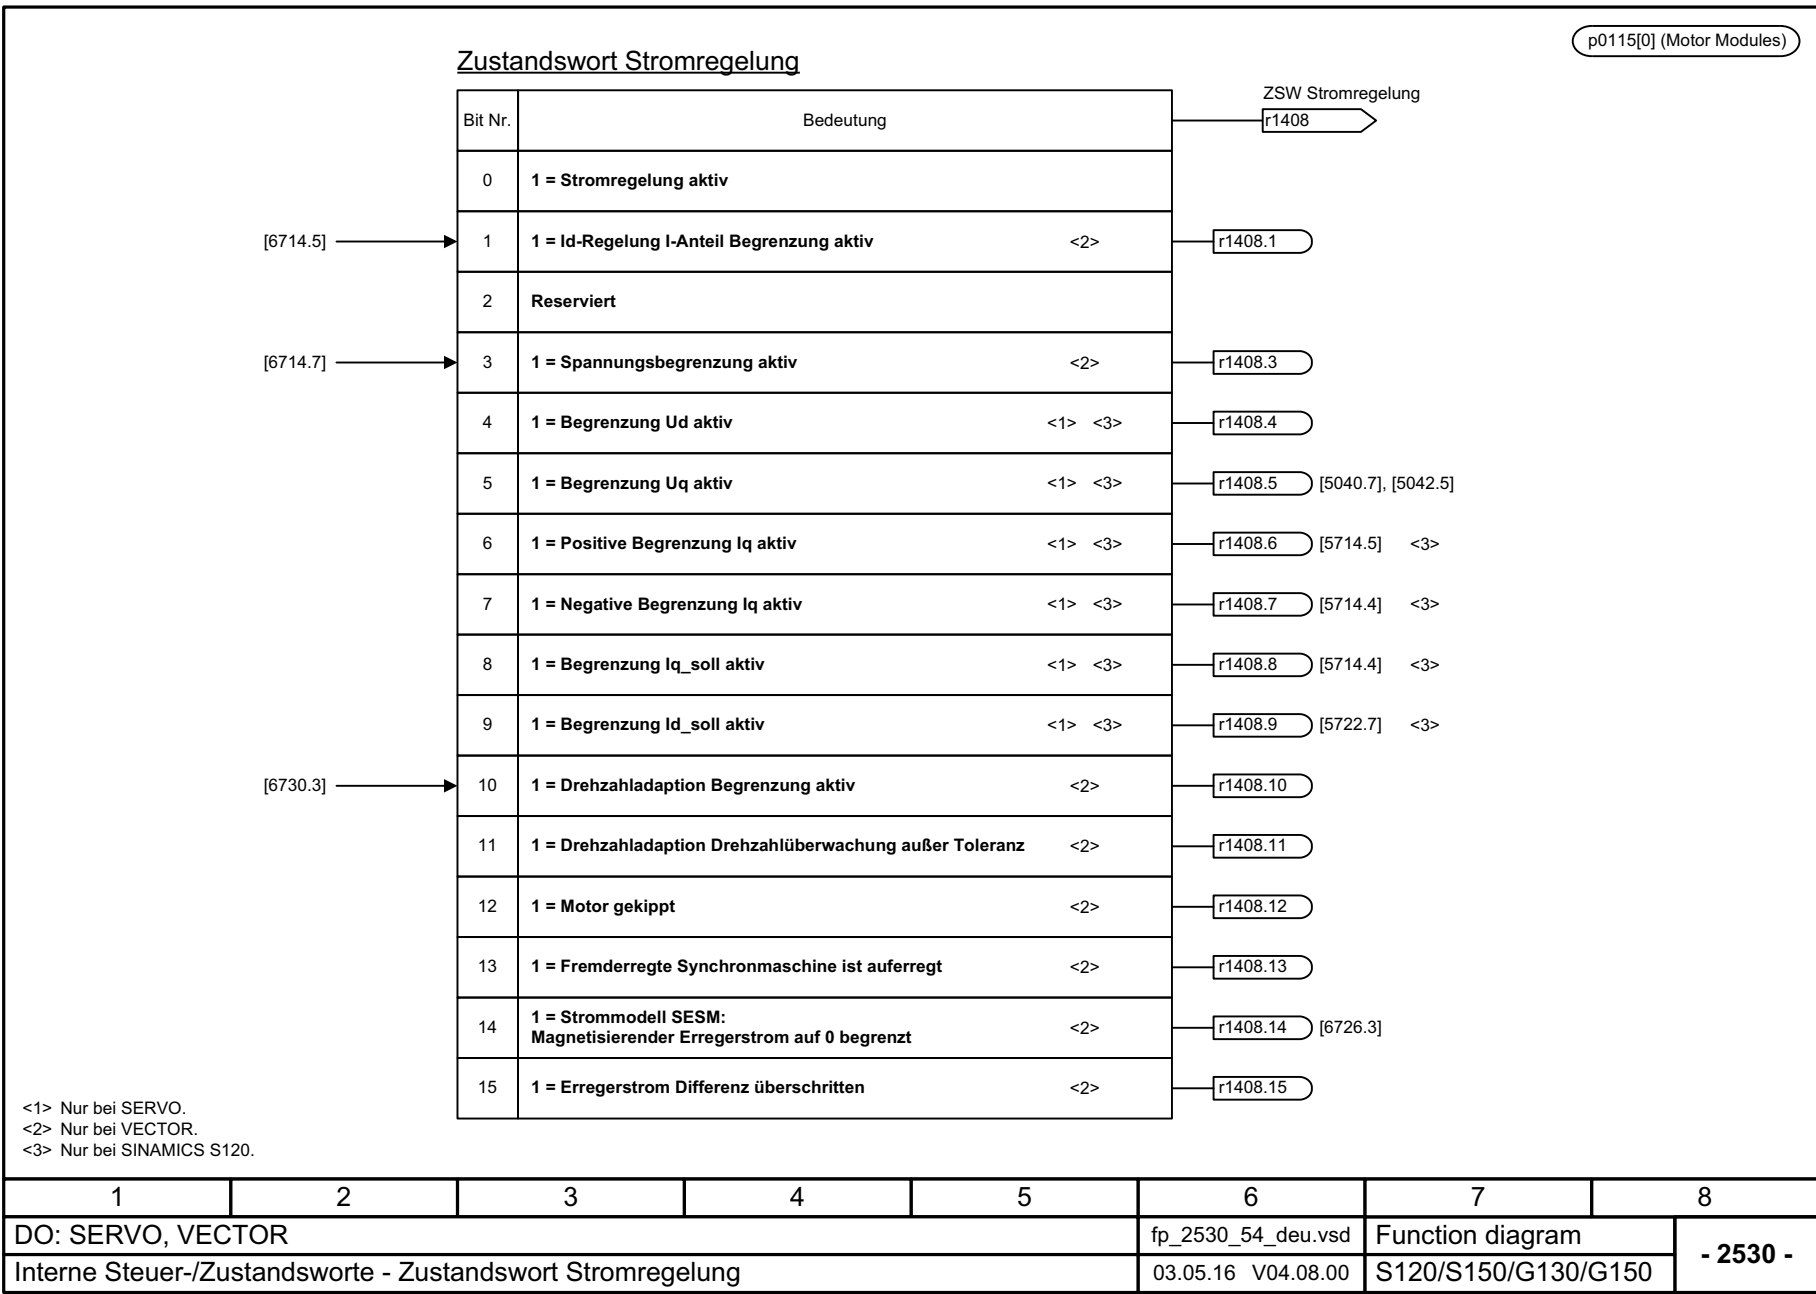 p0115[0] (Motor Modules)
Zustandswort Stromregelung
ZSW Stromregelung
Bit Nr. Bedeutung r1408
0 1 = Stromregelung aktiv
[6714.5] 1 1 = Id-Regelung I-Anteil Begrenzung aktiv <2> r1408.1
2 Reserviert
[6714.7] 3 1 = Spannungsbegrenzung aktiv <2> r1408.3
4 1 = Begrenzung Ud aktiv <1> <3> r1408.4
5 1 = Begrenzung Uq aktiv <1> <3> r1408.5 [5040.7], [5042.5]
6 1 = Positive Begrenzung Iq aktiv <1> <3> r1408.6 [5714.5] <3>
7 1 = Negative Begrenzung Iq aktiv <1> <3> r1408.7 [5714.4] <3>
8 1 = Begrenzung Iq_soll aktiv <1> <3> r1408.8 [5714.4] <3>
9 1 = Begrenzung Id_soll aktiv <1> <3> r1408.9 [5722.7] <3>
[6730.3] 10 1 = Drehzahladaption Begrenzung aktiv <2> r1408.10
11 1 = Drehzahladaption Drehzahlüberwachung außer Toleranz <2> r1408.11
12 1 = Motor gekippt <2> r1408.12
13 1 = Fremderregte Synchronmaschine ist auferregt <2> r1408.13
14 1 = Strommodell SESM:
Magnetisierender Erregerstrom auf 0 begrenzt <2> r1408.14 [6726.3]
15 1 = Erregerstrom Differenz überschritten <2> r1408.15
<1> Nur bei SERVO.
<2> Nur bei VECTOR.
<3> Nur bei SINAMICS S120.
1 2 3 4 5 6 7 8
DO: SERVO, VECTOR fp_2530_54_deu.vsd Function diagram
- 2530 -
Interne Steuer-/Zustandsworte - Zustandswort Stromregelung 03.05.16 V04.08.00 S120/S150/G130/G150